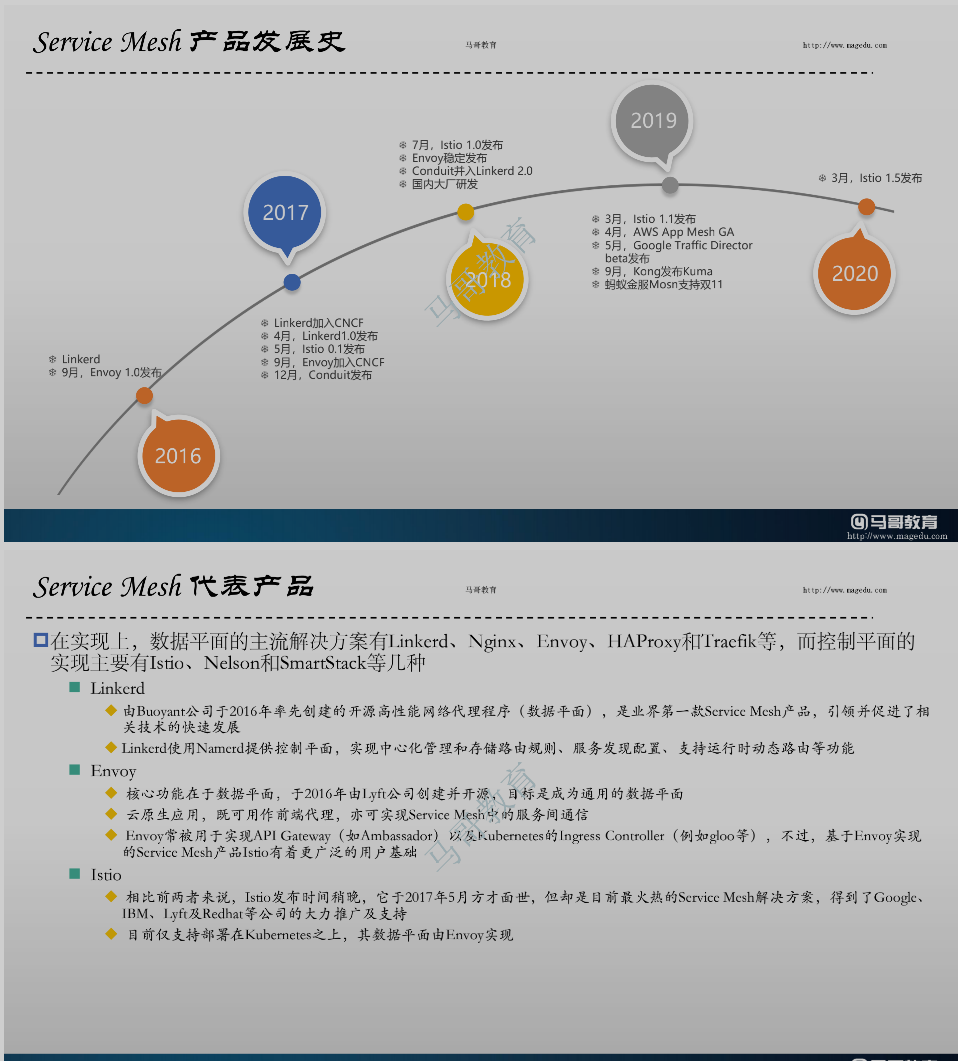 Service Mesh 产品发展史
马哥教育
http://www.magedu.com
2019
7月，Istio 1.0发布
Envoy稳定发布
Conduit并入Linkerd 2.0
国内大厂研发
3月，Istio 1.5发布
2017
3月，Istio 1.1发布
4月，AWS App Mesh GA
5月，Google Traffic Director
beta发布
9月，Kong发布Kuma
蚂蚁金服Mosn支持双11
2018
马哥教育
2020
Linkerd加入CNCF
4月，Linkerd1.0发布
5月，Istio 0.1发布
9月，Envoy加入CNCF
12月，Conduit发布
Linkerd
9月，Envoy 1.0发布
2016
马哥教育
http://www.magedu.com
Service Mesh 代表产品
马哥教育
http://www.magedu.com
在实现上，数据平面的主流解决方案有Linkerd、Nginx、Envoy、HAProxy和Traefik等，而控制平面的
实现主要有Istio、Nelson和SmartStack等几种
Linkerd
由Buoyant公司于2016年率先创建的开源高性能网络代理程序（数据平面），是业界第一款Service Mesh产品，引领并促进了相
关技术的快速发展
Linkerd使用Namerd提供控制平面，实现中心化管理和存储路由规则、服务发现配置、支持运行时动态路由等功能
Envoy
核心功能在于数据平面，于2016年由Lyft公司创建并开源，目标是成为通用的数据平面
云原生应用，既可用作前端代理，亦可实现Service Mesh中的服务间通信
Envoy常被用于实现API Gateway（如Ambassador）以及Kubernetes的Ingress Controller（例如gloo等），不过，基于Envoy实现
的Service Mesh产品Istio有着更广泛的用户基础
马哥教育
Istio
相比前两者来说，Istio发布时间稍晚，它于2017年5月方才面世，但却是目前最火热的Service Mesh解决方案，得到了Google、
IBM、Lyft及Redhat等公司的大力推广及支持
目前仅支持部署在Kubernetes之上，其数据平面由Envoy实现